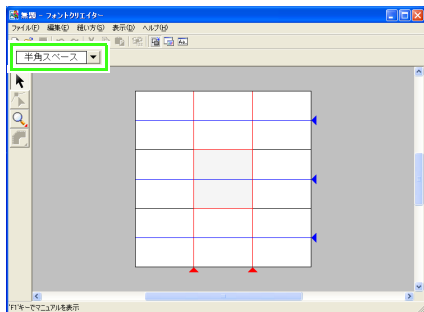 無題 - フォントクリエイター
ファイル(F) 編集(E) 縫い方(S) 表示(D) ヘルプ(H)
半角スペース
'F1'キーでマニュアルを表示